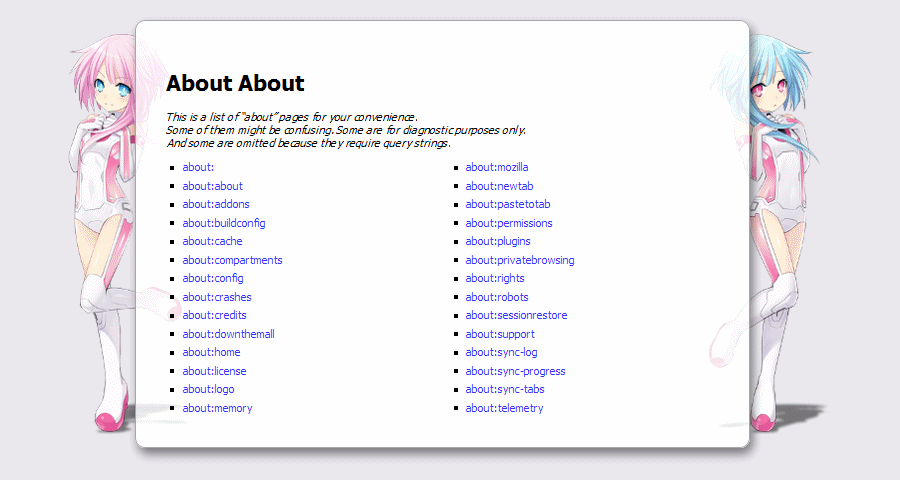 About About
This is a list of "about" pages for your convenience.
Some of them might be confusing. Some are for diagnostic purposes only.
And some are omitted because they require query strings.
about:
about:about
about:addons
about:buildconfig
about:cache
about:compartments
about:config
about:crashes
about:credits
about:downthemall
about:home
about:license
about:logo
about:memory
about:mozilla
about:newtab
about:pastetotab
about:permissions
about:plugins
about:privatebrowsing
about:rights
about:robots
about:sessionrestore
about:support
about:sync-log
about:sync-progress
about:sync-tabs
about:telemetry